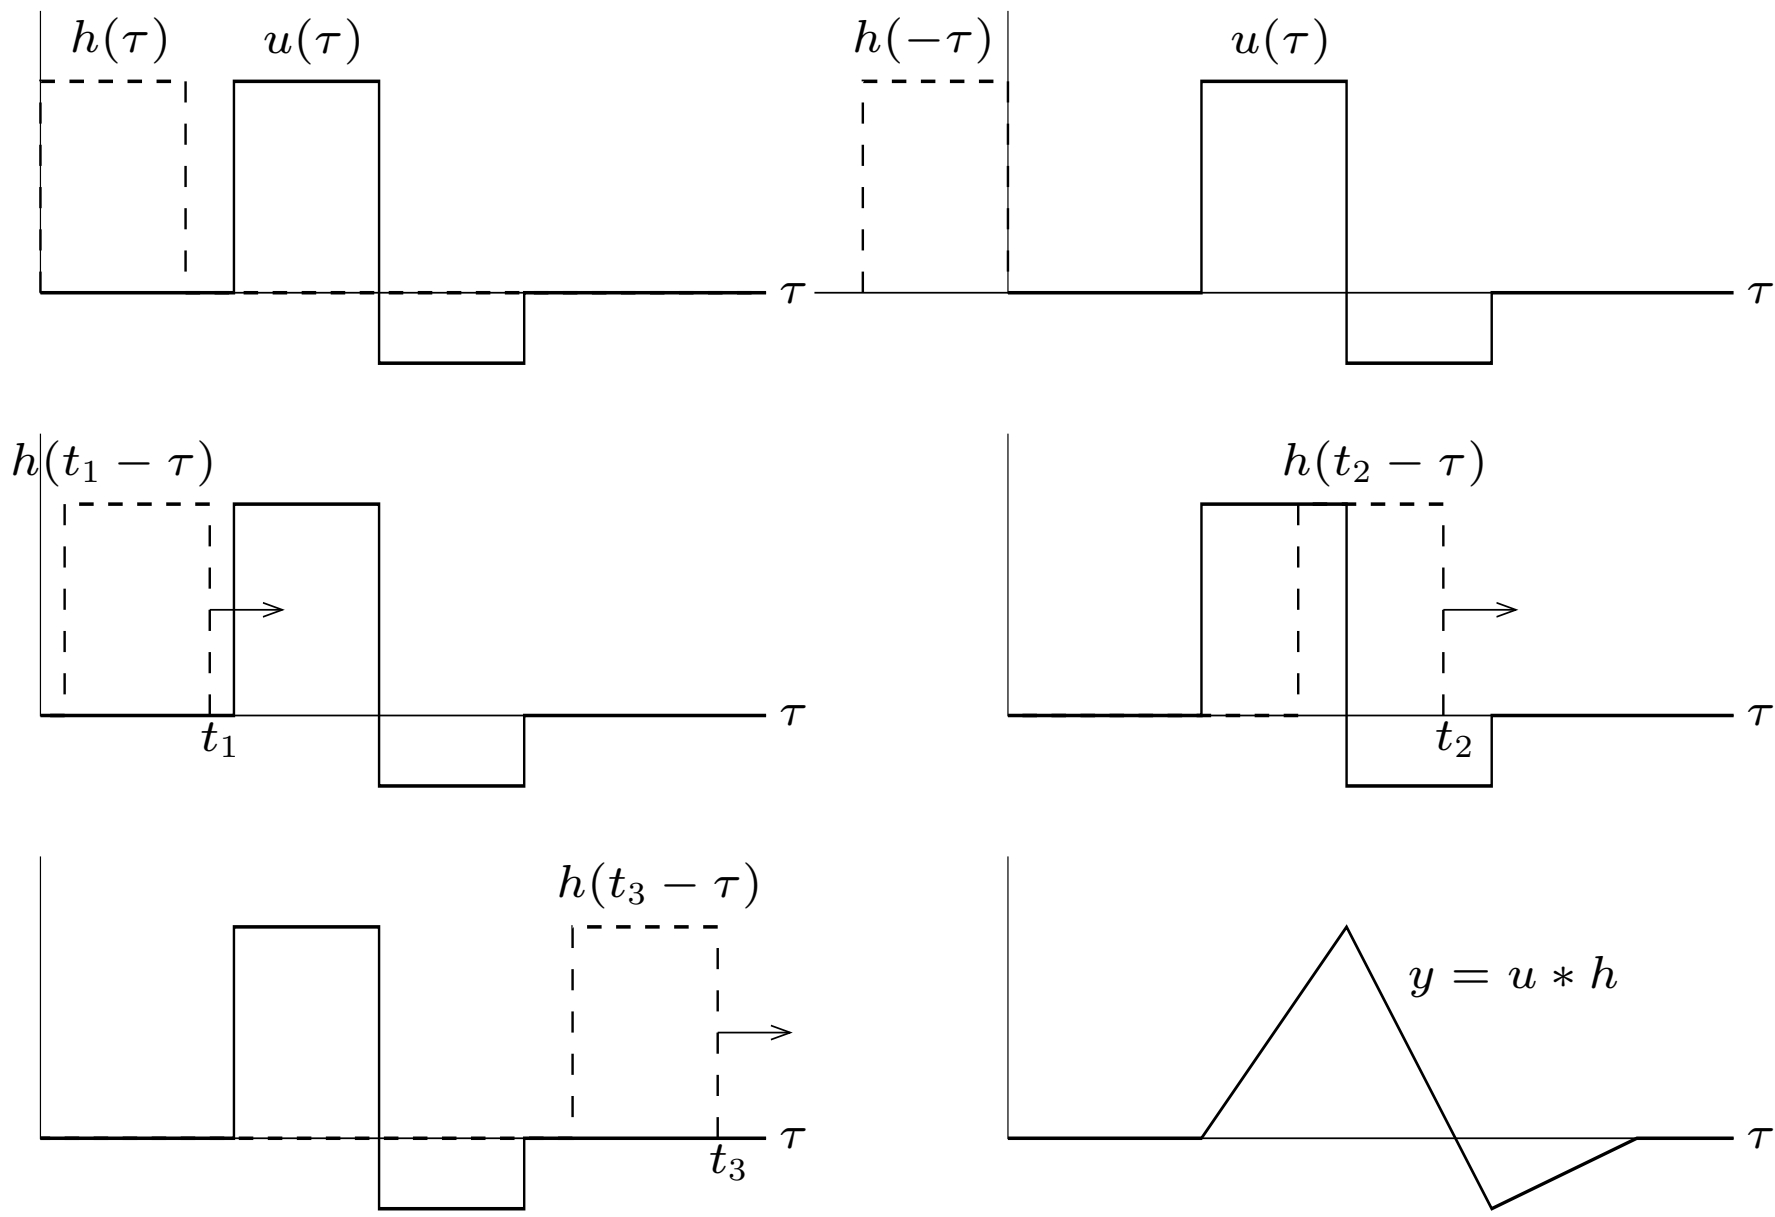 h(τ) u(τ)
τ
h(−τ) u(τ)
τ
h(t₁ − τ)
τ
t₁
h(t₂ − τ)
τ
t₂
h(t₃ − τ)
τ
t₃
y = u ∗ h
τ